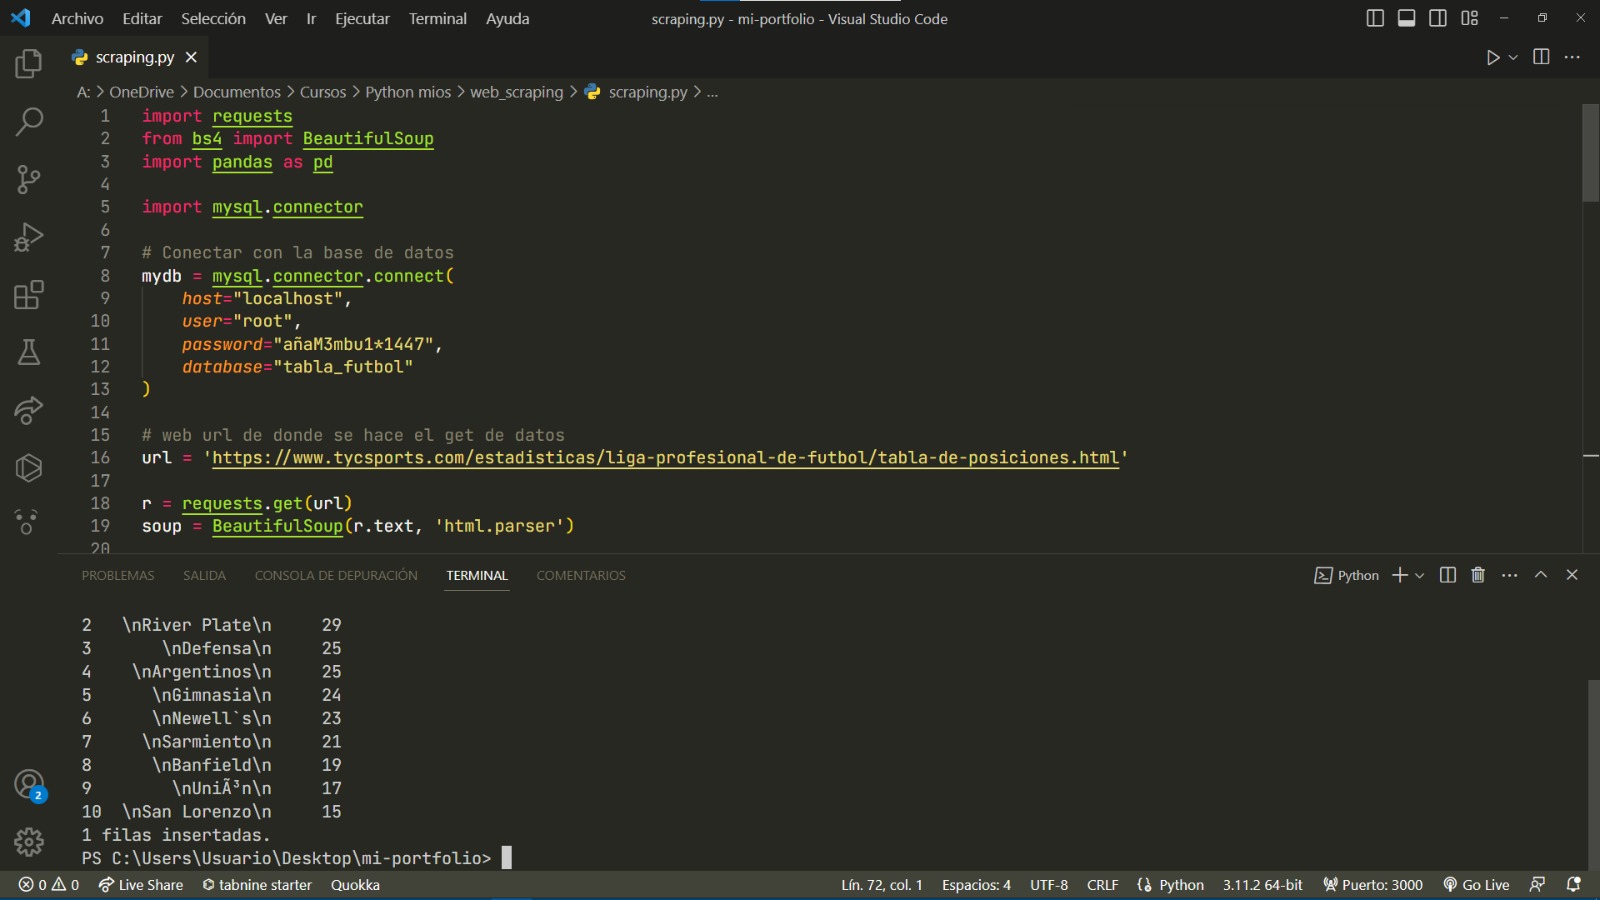 Archivo Editar Selección Ver Ir Ejecutar Terminal Ayuda scraping.py - mi-portfolio - Visual Studio Code
scraping.py
A: > OneDrive > Documentos > Cursos > Python mios > web_scraping > scraping.py > ...
1 import requests
2 from bs4 import BeautifulSoup
3 import pandas as pd
4
5 import mysql.connector
6
7 # Conectar con la base de datos
8 mydb = mysql.connector.connect(
9 host="localhost",
10 user="root",
11 password="añaM3mbu1*1447",
12 database="tabla_futbol"
13 )
14
15 # web url de donde se hace el get de datos
16 url = 'https://www.tycsports.com/estadisticas/liga-profesional-de-futbol/tabla-de-posiciones.html'
17
18 r = requests.get(url)
19 soup = BeautifulSoup(r.text, 'html.parser')
20
PROBLEMAS SALIDA CONSOLA DE DEPURACIÓN TERMINAL COMENTARIOS Python
2 \nRiver Plate\n 29
3 \nDefensa\n 25
4 \nArgentinos\n 25
5 \nGimnasia\n 24
6 \nNewell`s\n 23
7 \nSarmiento\n 21
8 \nBanfield\n 19
9 \nUniÃ³n\n 17
10 \nSan Lorenzo\n 15
1 filas insertadas.
PS C:\Users\Usuario\Desktop\mi-portfolio>
2
0 0 Live Share tabnine starter Quokka Lín. 72, col. 1 Espacios: 4 UTF-8 CRLF Python 3.11.2 64-bit Puerto: 3000 Go Live